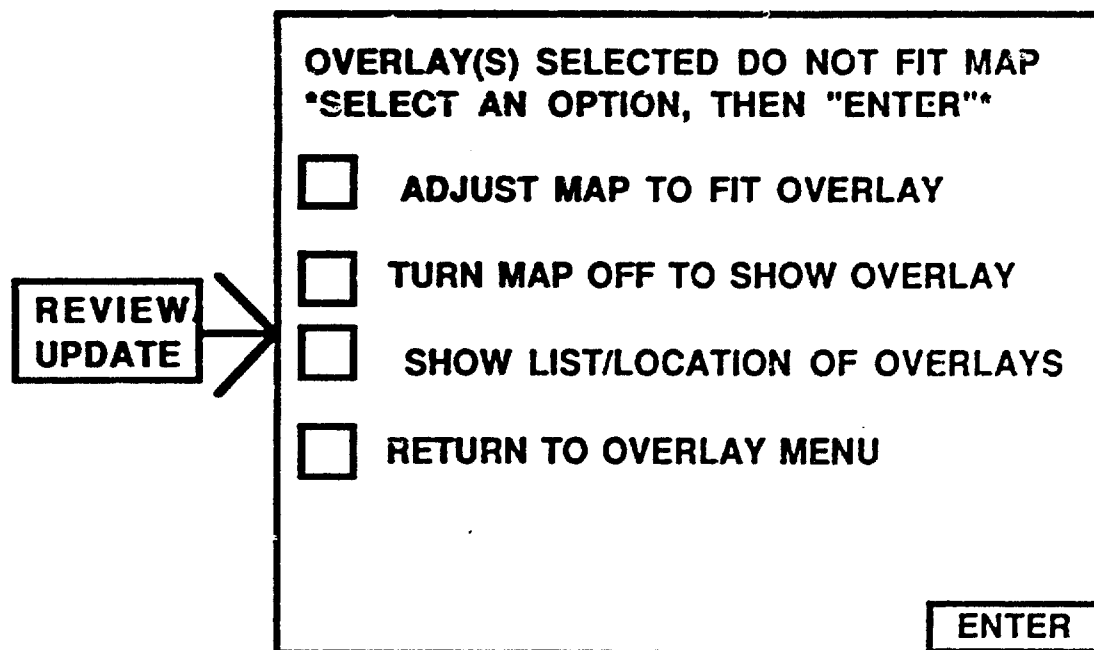 OVERLAY(S) SELECTED DO NOT FIT MAP
*SELECT AN OPTION, THEN "ENTER"*
ADJUST MAP TO FIT OVERLAY
TURN MAP OFF TO SHOW OVERLAY
REVIEW
UPDATE
SHOW LIST/LOCATION OF OVERLAYS
RETURN TO OVERLAY MENU
ENTER